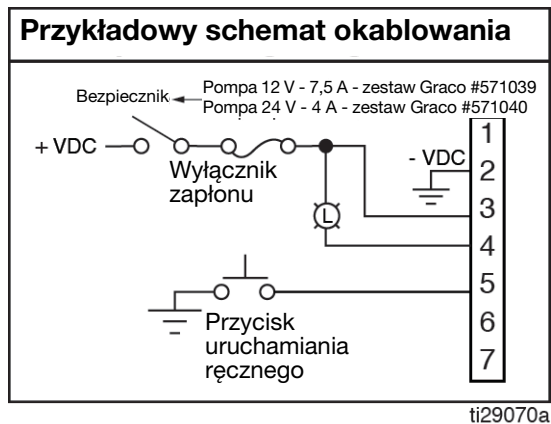 Przykładowy schemat okablowania
Pompa 12 V - 7,5 A - zestaw Graco #571039
Bezpiecznik
Pompa 24 V - 4 A - zestaw Graco #571040
+ VDC
Wyłącznik
zapłonu
- VDC
L
1
2
3
4
5
6
7
Przycisk
uruchamiania
ręcznego
ti29070a